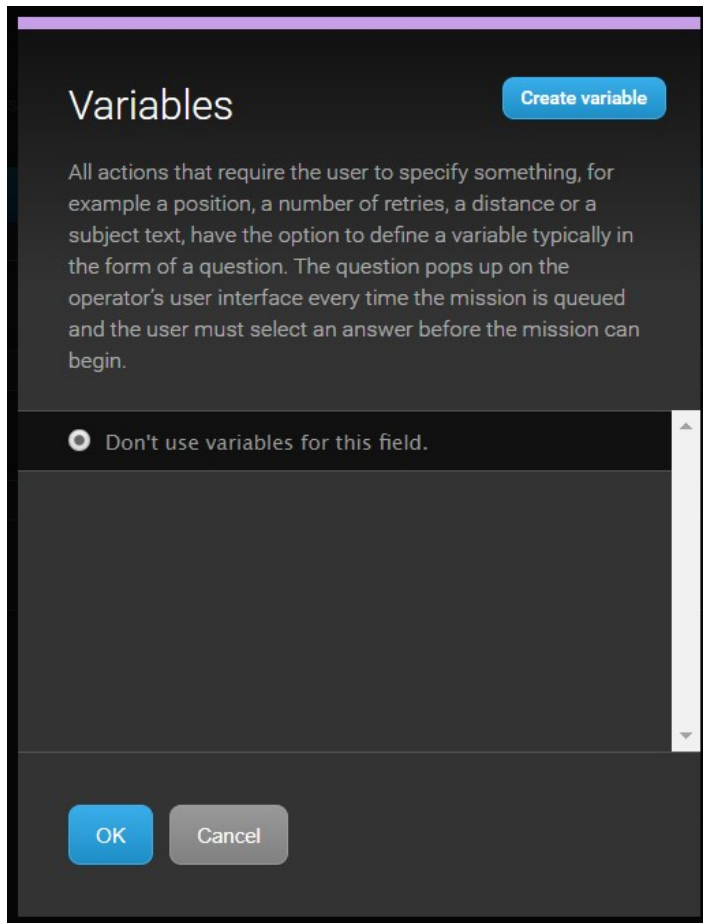 Variables
Create variable
All actions that require the user to specify something, for
example a position, a number of retries, a distance or a
subject text, have the option to define a variable typically in
the form of a question. The question pops up on the
operator's user interface every time the mission is queued
and the user must select an answer before the mission can
begin.
Don't use variables for this field.
OK
Cancel